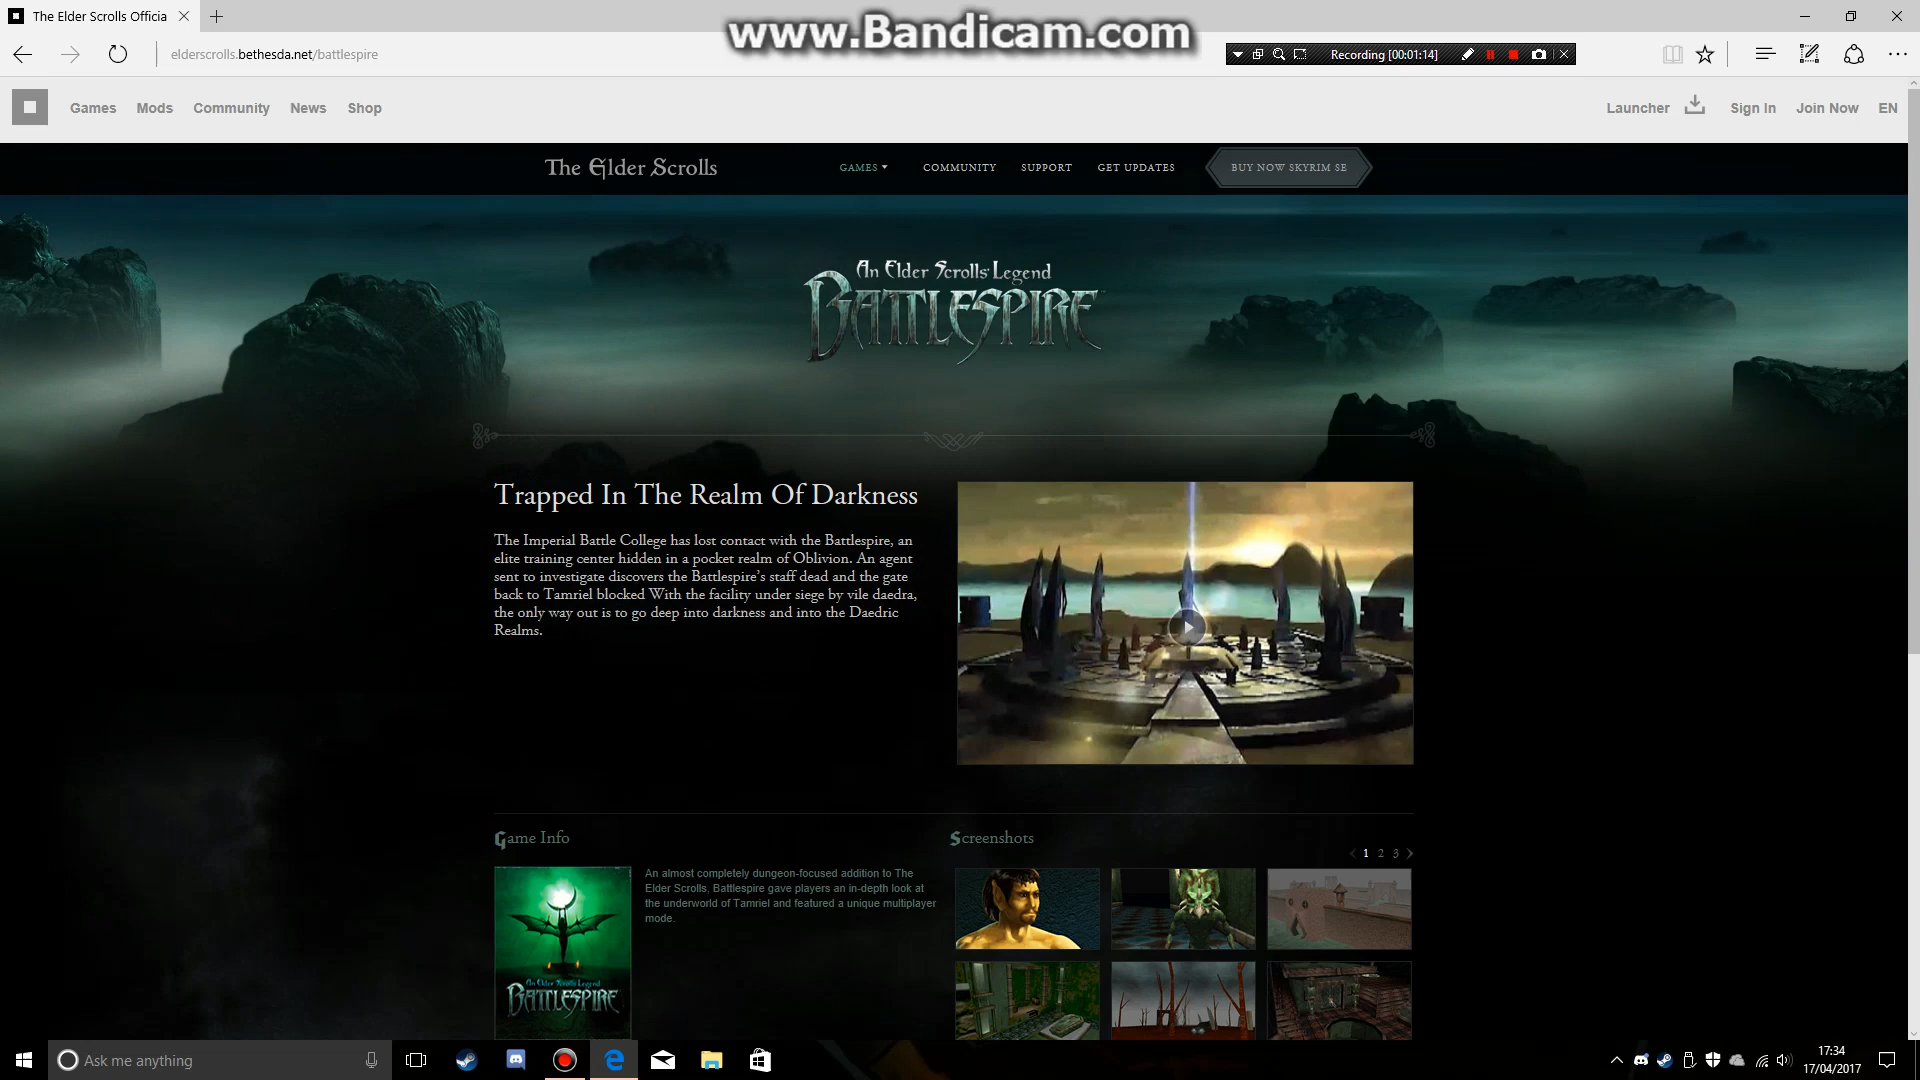 The Elder Scrolls Officia
www.Bandicam.com
elderscrolls.bethesda.net/battlespire
Recording [00:01:14]
Games Mods Community News Shop
Launcher Sign In Join Now EN
The Elder Scrolls
GAMES COMMUNITY SUPPORT GET UPDATES BUY NOW SKYRIM SE
An Elder Scrolls Legend
BATTLESPIRE
Trapped In The Realm Of Darkness
The Imperial Battle College has lost contact with the Battlespire, an
elite training center hidden in a pocket realm of Oblivion. An agent
sent to investigate discovers the Battlespire's staff dead and the gate
back to Tamriel blocked With the facility under siege by vile daedra,
the only way out is to go deep into darkness and into the Daedric
Realms.
Game Info
An almost completely dungeon-focused addition to The
Elder Scrolls, Battlespire gave players an in-depth look at
the underworld of Tamriel and featured a unique multiplayer
mode.
An Elder Scrolls Legend
BATTLESPIRE
Screenshots
1 2 3
Ask me anything
17:34
17/04/2017